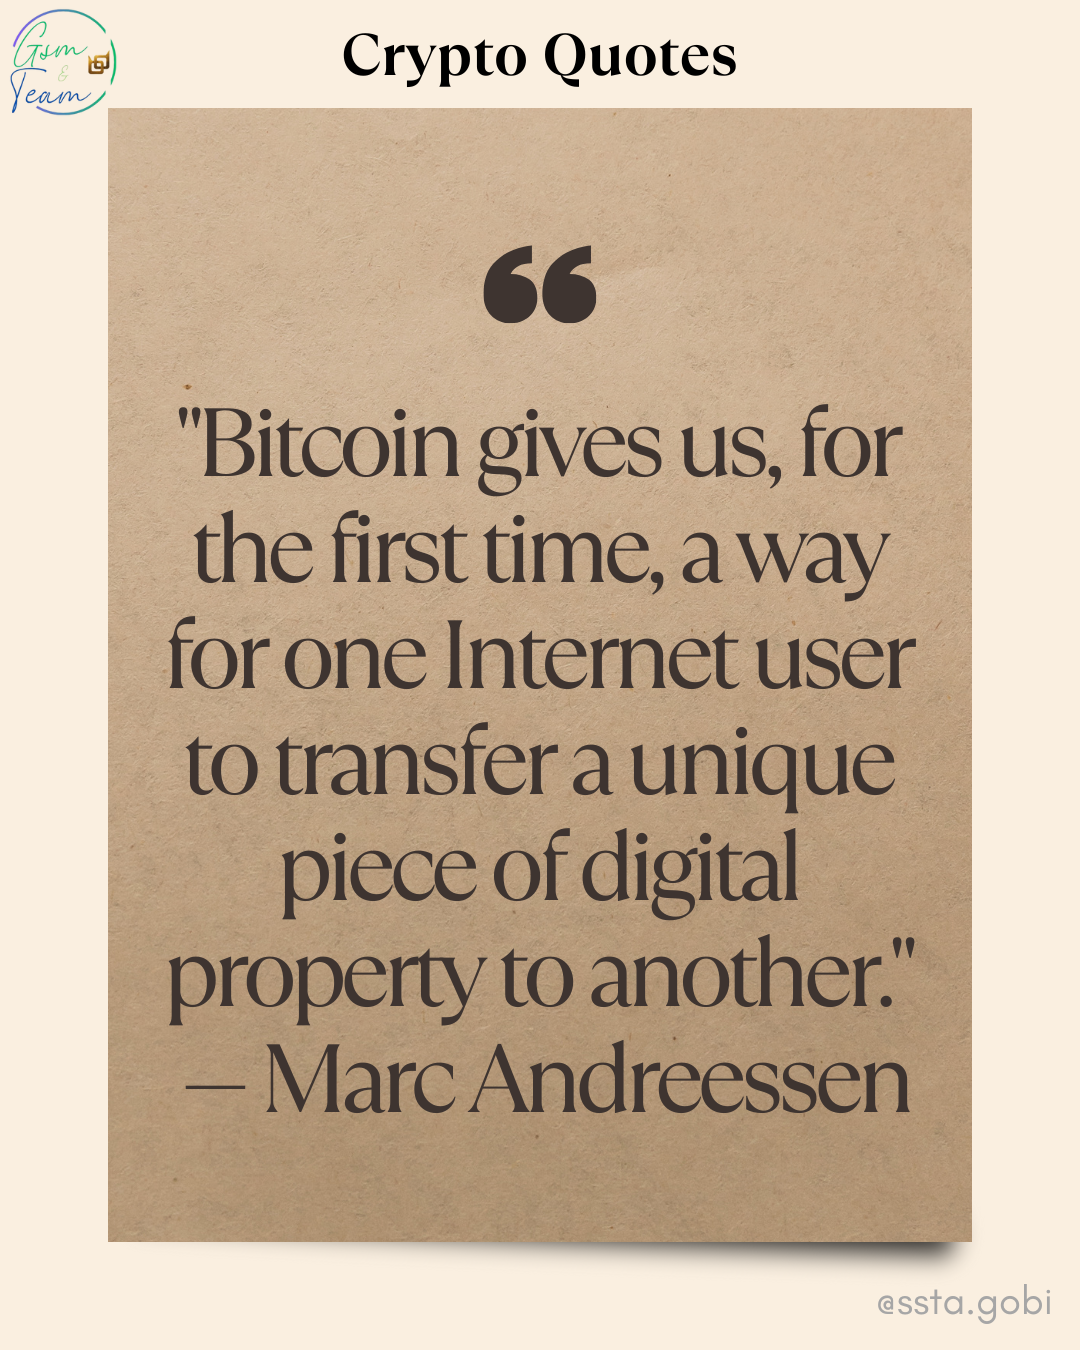 Gsm
&
Team
Crypto Quotes
“
"Bitcoin gives us, for
the first time, a way
for one Internet user
to transfer a unique
piece of digital
property to another."
— Marc Andreessen
@ssta.gobi